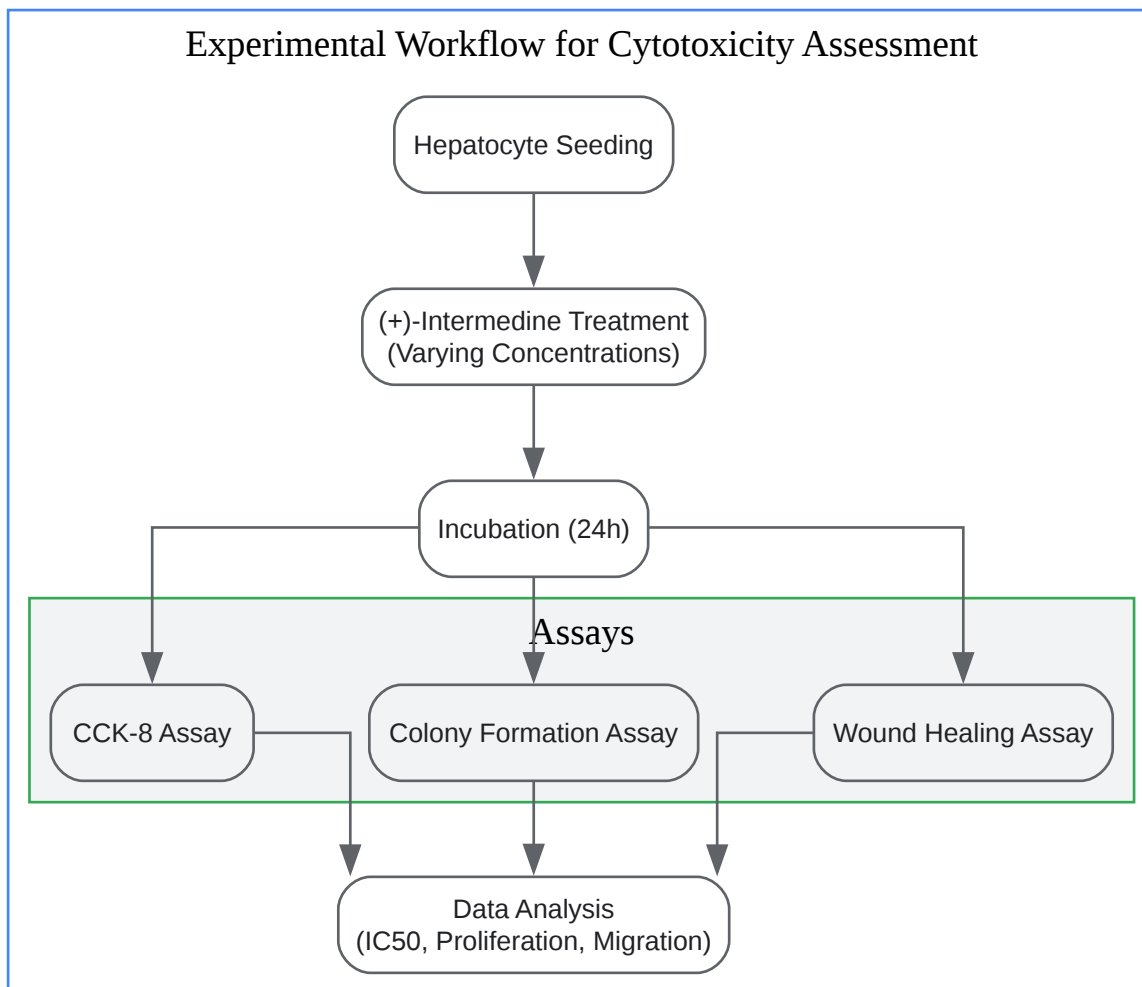 Experimental Workflow for Cytotoxicity Assessment
Hepatocyte Seeding
(+)-Intermedine Treatment
(Varying Concentrations)
Incubation (24h)
Assays
CCK-8 Assay
Colony Formation Assay
Wound Healing Assay
Data Analysis
(IC50, Proliferation, Migration)